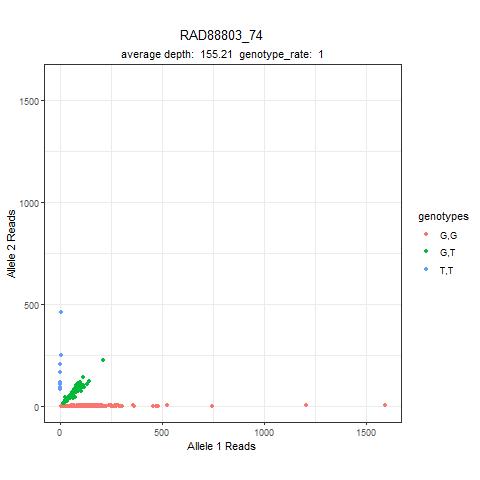 RAD88803_74
average depth:  155.21  genotype_rate:  1
1500
1000
500
0
Allele 2 Reads
0 500 1000 1500
Allele 1 Reads
genotypes
G,G
G,T
T,T